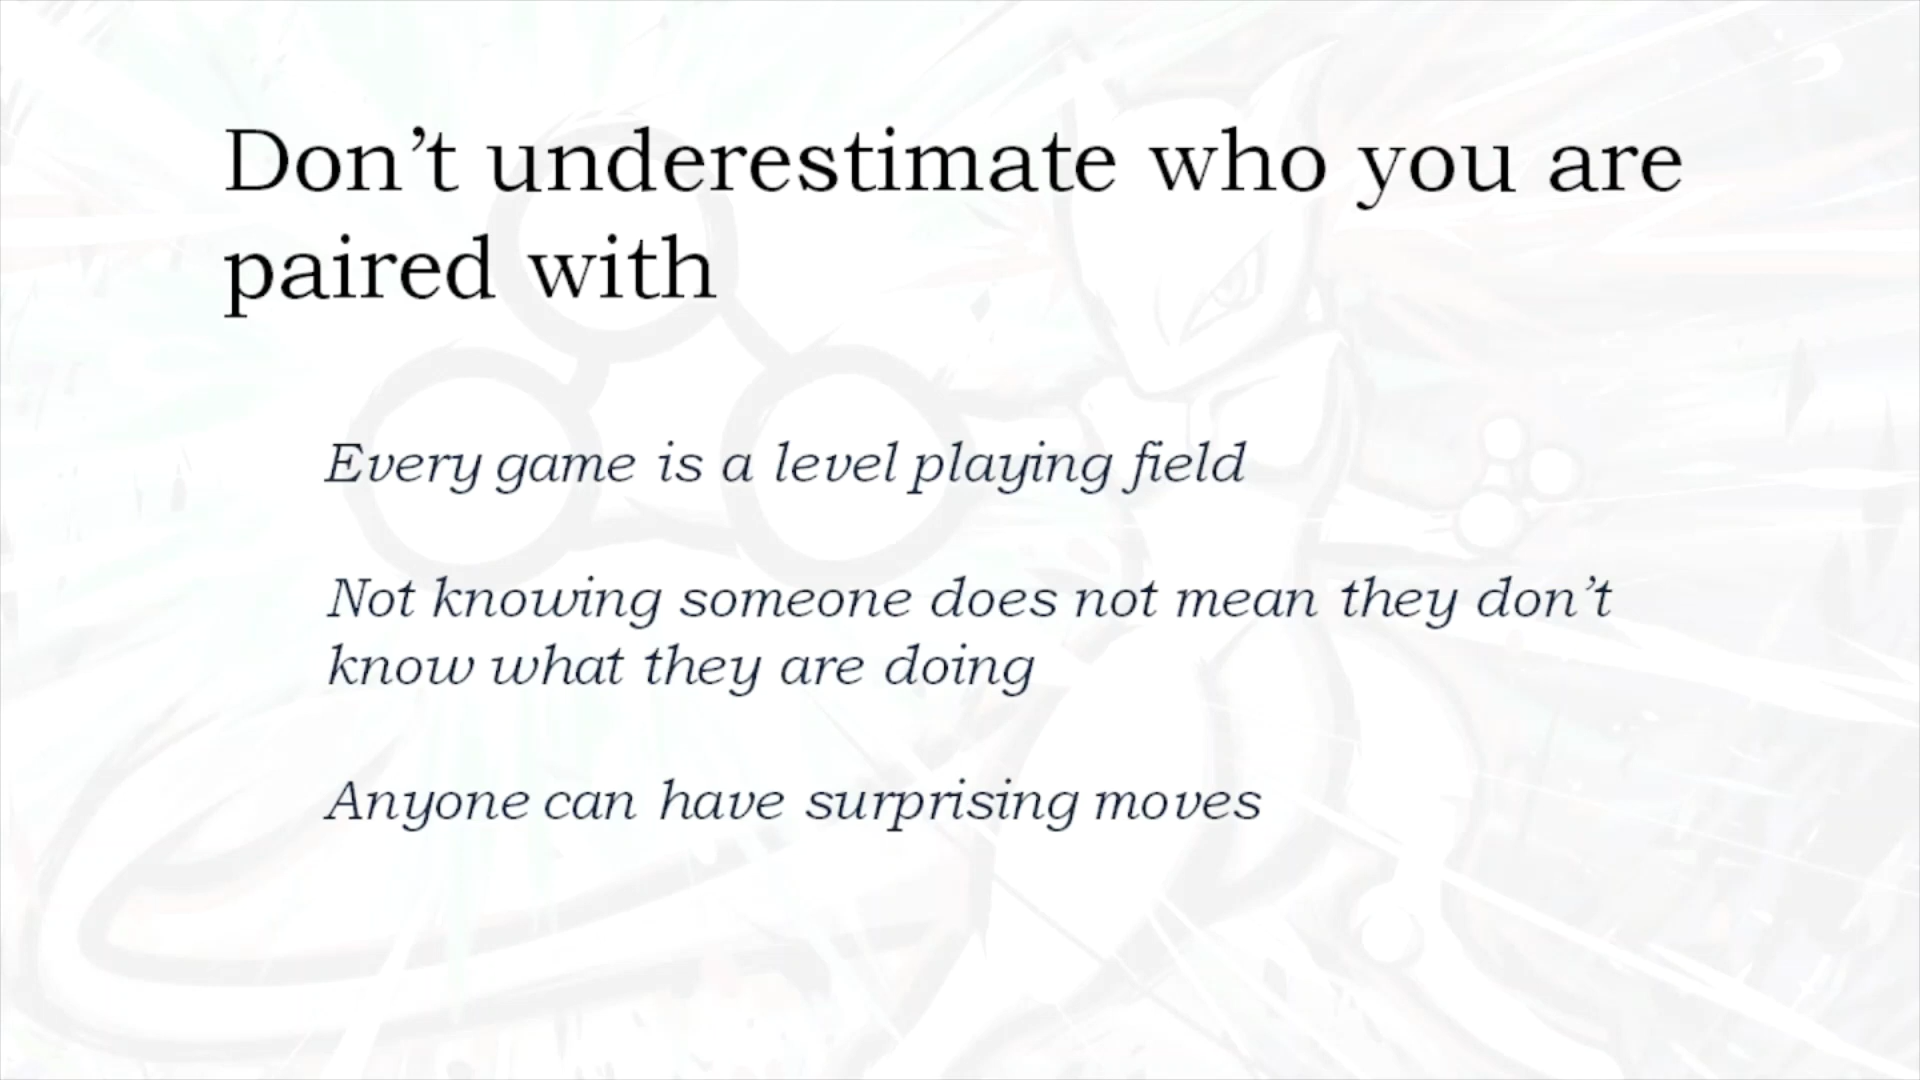 Don’t underestimate who you are
paired with
Every game is a level playing field
Not knowing someone does not mean they don’t
know what they are doing
Anyone can have surprising moves